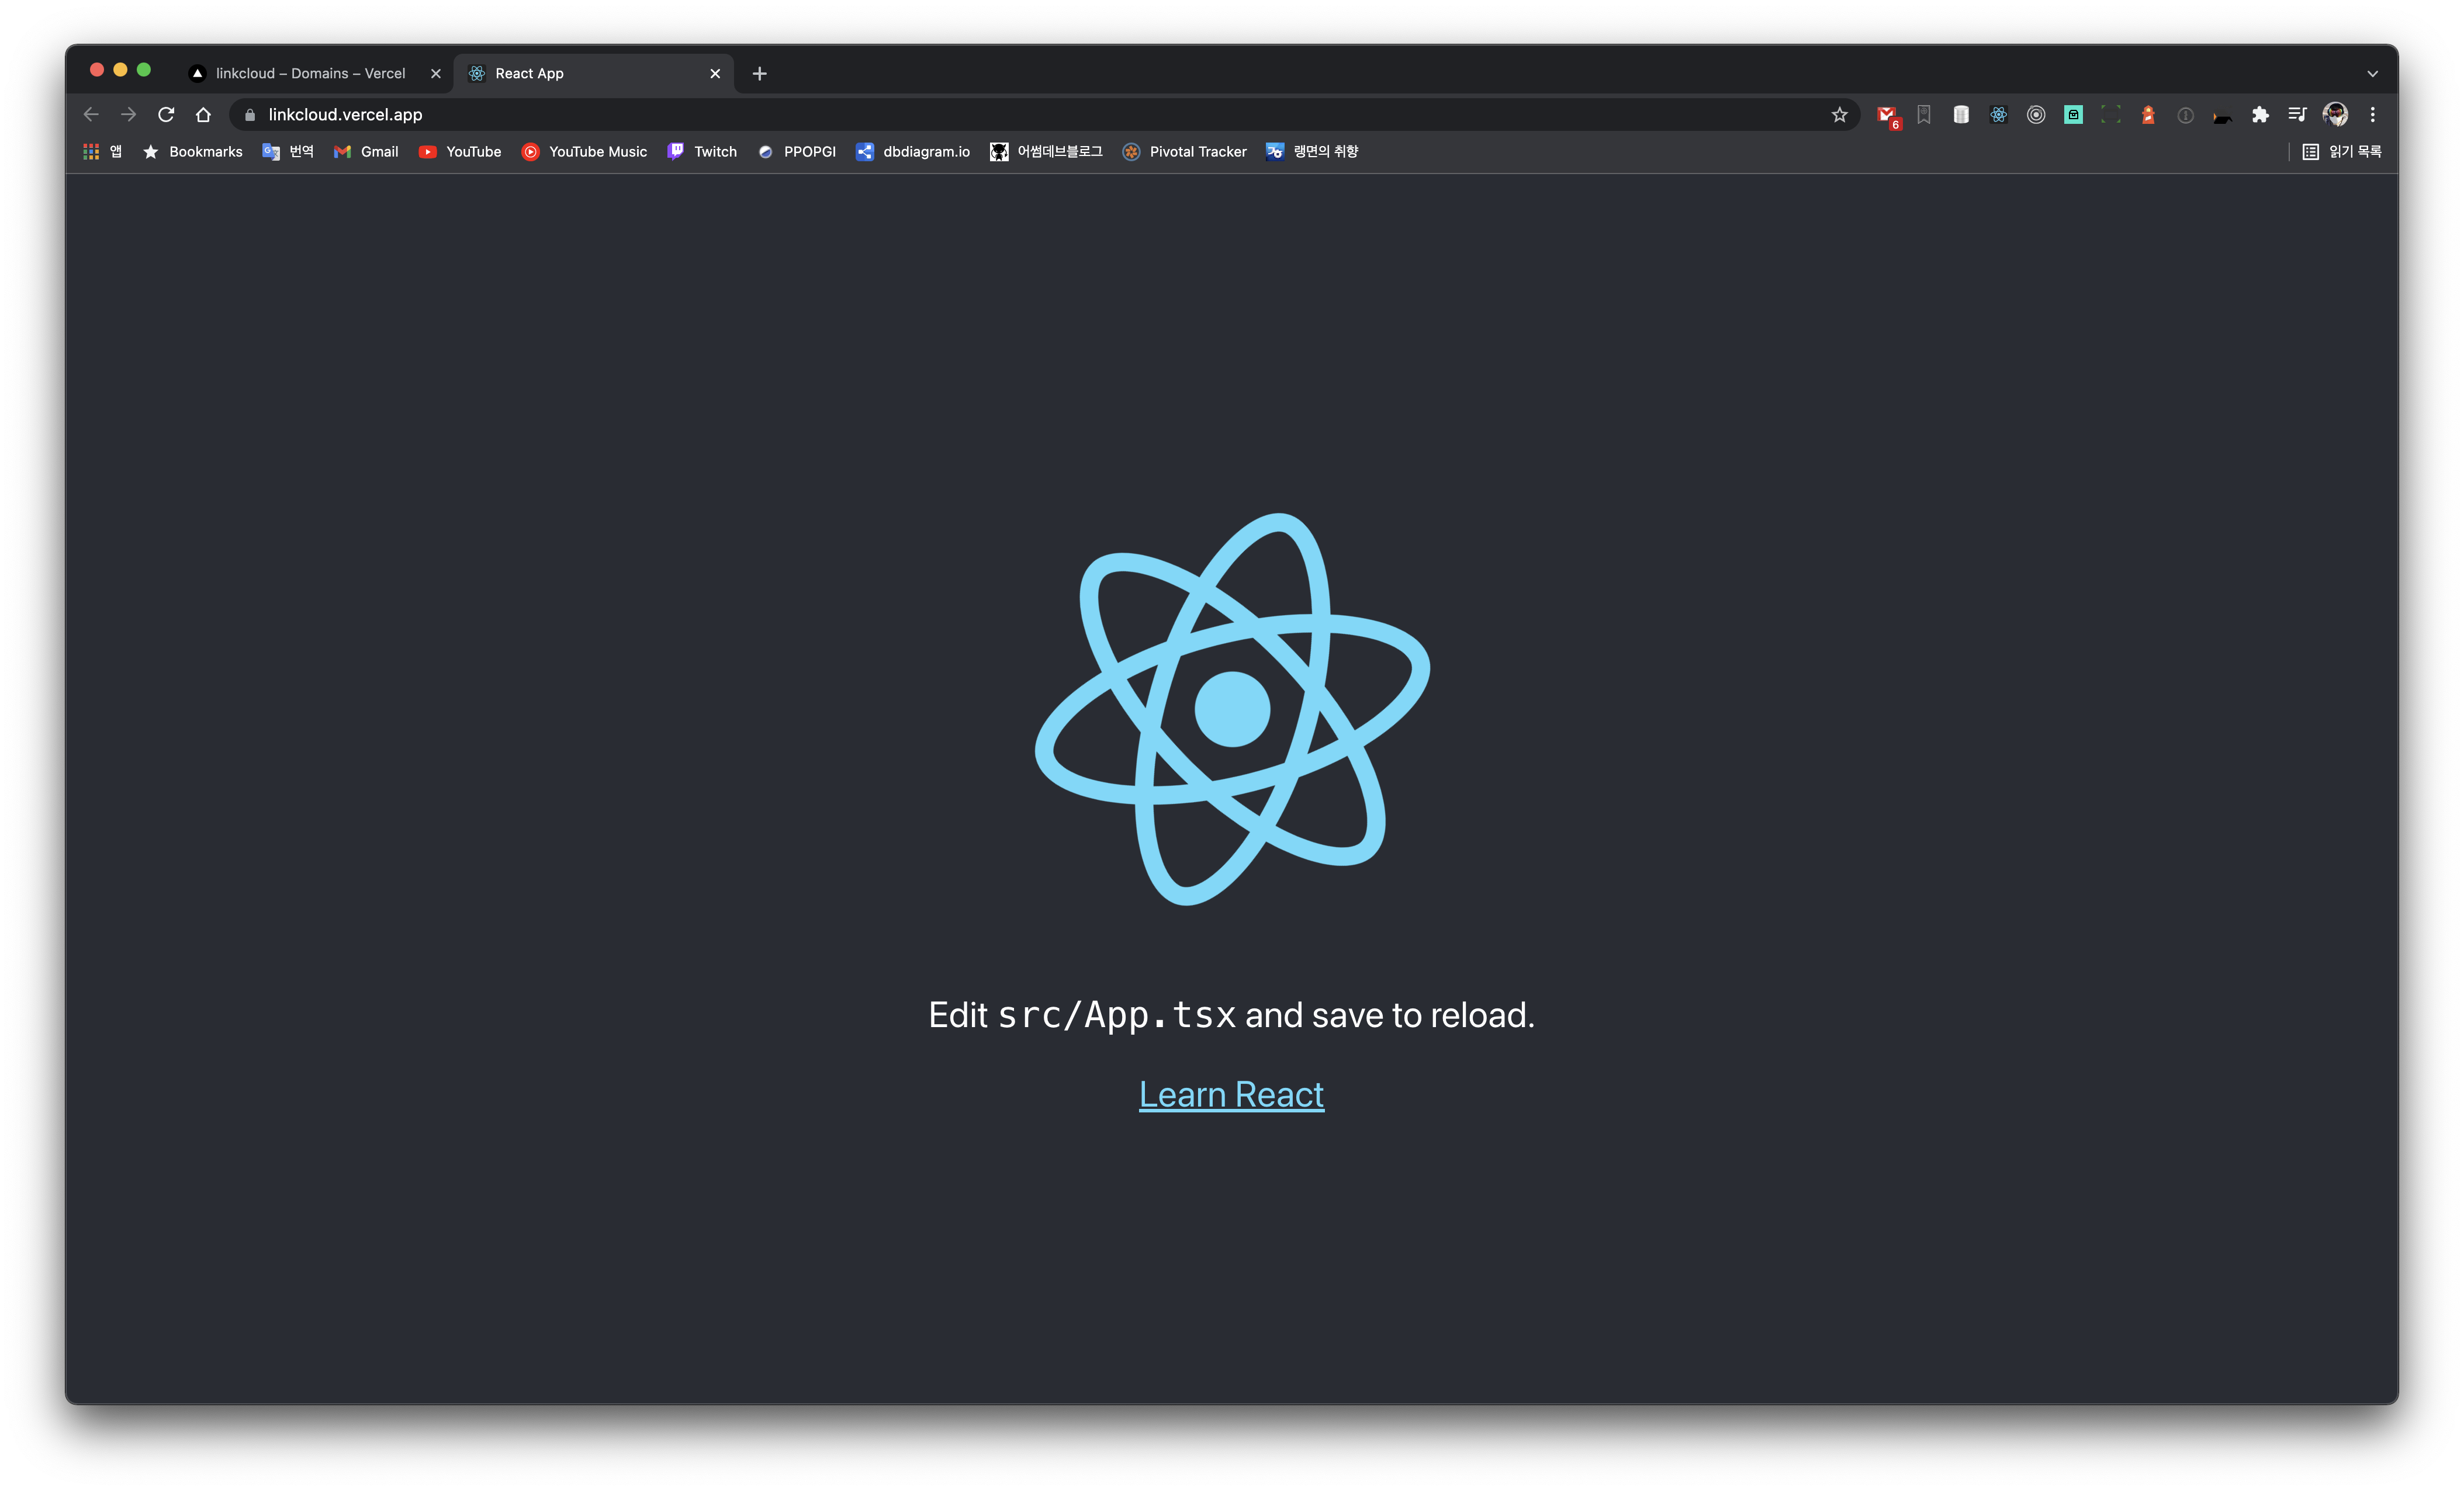 linkcloud – Domains – Vercel
React App
linkcloud.vercel.app
6
앱
Bookmarks
번역
Gmail
YouTube
YouTube Music
Twitch
PPOPGI
dbdiagram.io
어썸데브블로그
Pivotal Tracker
랭면의 취향
읽기 목록
Edit src/App.tsx and save to reload.
Learn React